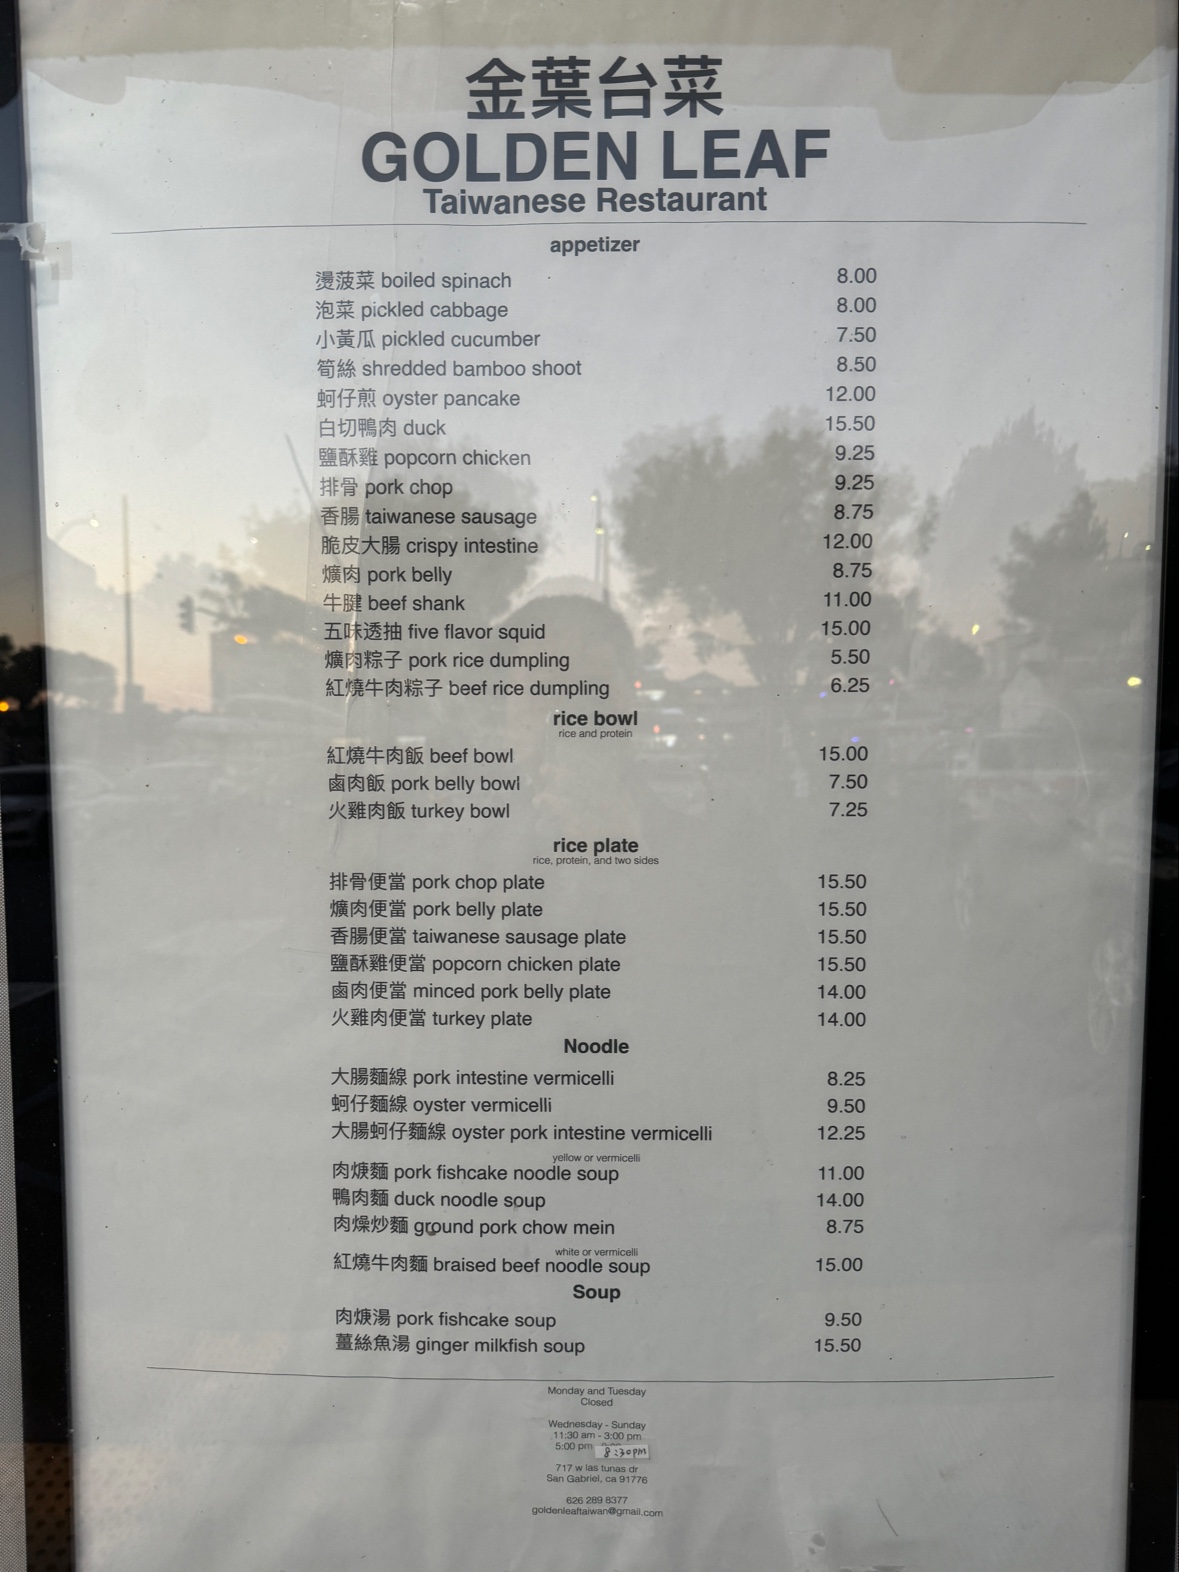 金葉台菜
GOLDEN LEAF
Taiwanese Restaurant
appetizer
燙菠菜 boiled spinach 8.00
泡菜 pickled cabbage 8.00
小黃瓜 pickled cucumber 7.50
筍絲 shredded bamboo shoot 8.50
蚵仔煎 oyster pancake 12.00
白切鴨肉 duck 15.50
鹽酥雞 popcorn chicken 9.25
排骨 pork chop 9.25
香腸 taiwanese sausage 8.75
脆皮大腸 crispy intestine 12.00
爌肉 pork belly 8.75
牛腱 beef shank 11.00
五味透抽 five flavor squid 15.00
爌肉粽子 pork rice dumpling 5.50
紅燒牛肉粽子 beef rice dumpling 6.25
rice bowl
rice and protein
紅燒牛肉飯 beef bowl 15.00
鹵肉飯 pork belly bowl 7.50
火雞肉飯 turkey bowl 7.25
rice plate
rice, protein, and two sides
排骨便當 pork chop plate 15.50
爌肉便當 pork belly plate 15.50
香腸便當 taiwanese sausage plate 15.50
鹽酥雞便當 popcorn chicken plate 15.50
鹵肉便當 minced pork belly plate 14.00
火雞肉便當 turkey plate 14.00
Noodle
大腸麵線 pork intestine vermicelli 8.25
蚵仔麵線 oyster vermicelli 9.50
大腸蚵仔麵線 oyster pork intestine vermicelli 12.25
yellow or vermicelli
肉焿麵 pork fishcake noodle soup 11.00
鴨肉麵 duck noodle soup 14.00
肉燥炒麵 ground pork chow mein 8.75
white or vermicelli
紅燒牛肉麵 braised beef noodle soup 15.00
Soup
肉焿湯 pork fishcake soup 9.50
薑絲魚湯 ginger milkfish soup 15.50
Monday and Tuesday
Closed
Wednesday - Sunday
11:30 am - 3:00 pm
5:00 pm 8:30pm
717 w las tunas dr
San Gabriel, ca 91776
626 289 8377
goldenleaftaiwan@gmail.com